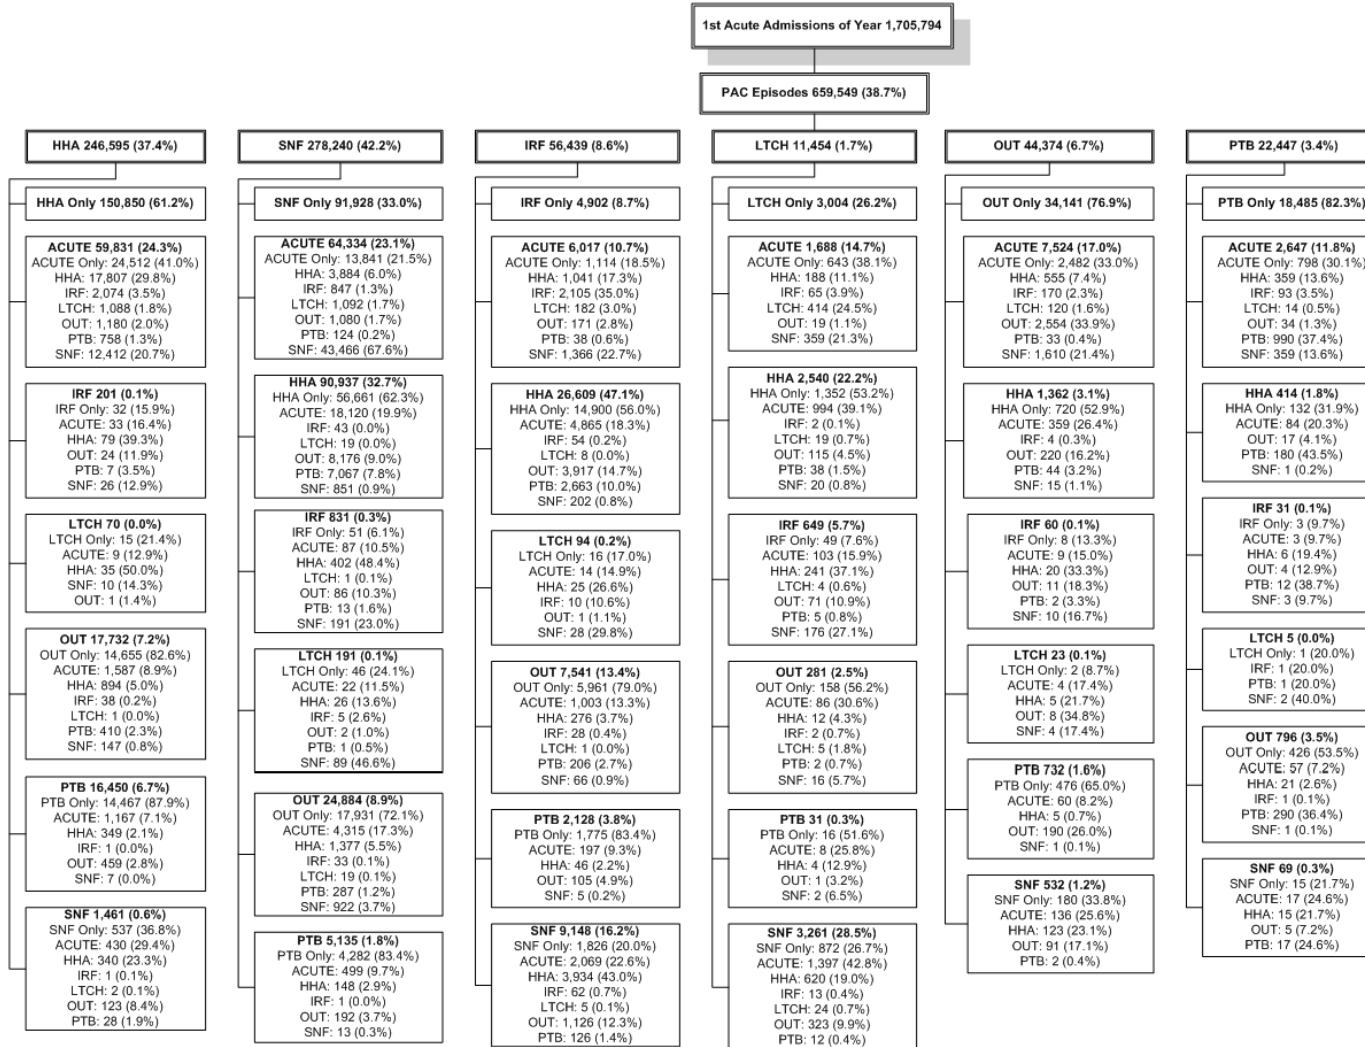 1st Acute Admissions of Year 1,705,794
PAC Episodes 659,549 (38.7%)
HHA 246,595 (37.4%)
HHA Only 150,850 (61.2%)
ACUTE 59,831 (24.3%)
ACUTE Only: 24,512 (41.0%)
HHA: 17,807 (29.8%)
IRF: 2,074 (3.5%)
LTCH: 1,088 (1.8%)
OUT: 1,180 (2.0%)
PTB: 758 (1.3%)
SNF: 12,412 (20.7%)
IRF 201 (0.1%)
IRF Only: 32 (15.9%)
ACUTE: 33 (16.4%)
HHA: 79 (39.3%)
OUT: 24 (11.9%)
PTB: 7 (3.5%)
SNF: 26 (12.9%)
LTCH 70 (0.0%)
LTCH Only: 15 (21.4%)
ACUTE: 9 (12.9%)
HHA: 35 (50.0%)
SNF: 10 (14.3%)
OUT: 1 (1.4%)
OUT 17,732 (7.2%)
OUT Only: 14,655 (82.6%)
ACUTE: 1,587 (8.9%)
HHA: 894 (5.0%)
IRF: 38 (0.2%)
LTCH: 1 (0.0%)
PTB: 410 (2.3%)
SNF: 147 (0.8%)
PTB 16,450 (6.7%)
PTB Only: 14,467 (87.9%)
ACUTE: 1,167 (7.1%)
HHA: 349 (2.1%)
IRF: 1 (0.0%)
OUT: 459 (2.8%)
SNF: 7 (0.0%)
SNF 1,461 (0.6%)
SNF Only: 537 (36.8%)
ACUTE: 430 (29.4%)
HHA: 340 (23.3%)
IRF: 1 (0.1%)
LTCH: 2 (0.1%)
OUT: 123 (8.4%)
PTB: 28 (1.9%)
SNF 278,240 (42.2%)
SNF Only 91,928 (33.0%)
ACUTE 64,334 (23.1%)
ACUTE Only: 13,841 (21.5%)
HHA: 3,884 (6.0%)
IRF: 847 (1.3%)
LTCH: 1,092 (1.7%)
OUT: 1,080 (1.7%)
PTB: 124 (0.2%)
SNF: 43,466 (67.6%)
HHA 90,937 (32.7%)
HHA Only: 56,661 (62.3%)
ACUTE: 18,120 (19.9%)
IRF: 43 (0.0%)
LTCH: 19 (0.0%)
OUT: 8,176 (9.0%)
PTB: 7,067 (7.8%)
SNF: 851 (0.9%)
IRF 831 (0.3%)
IRF Only: 51 (6.1%)
ACUTE: 87 (10.5%)
HHA: 402 (48.4%)
LTCH: 1 (0.1%)
OUT: 86 (10.3%)
PTB: 13 (1.6%)
SNF: 191 (23.0%)
LTCH 191 (0.1%)
LTCH Only: 46 (24.1%)
ACUTE: 22 (11.5%)
HHA: 26 (13.6%)
IRF: 5 (2.6%)
OUT: 2 (1.0%)
PTB: 1 (0.5%)
SNF: 89 (46.6%)
OUT 24,884 (8.9%)
OUT Only: 17,931 (72.1%)
ACUTE: 4,315 (17.3%)
HHA: 1,377 (5.5%)
IRF: 33 (0.1%)
LTCH: 19 (0.1%)
PTB: 287 (1.2%)
SNF: 922 (3.7%)
PTB 5,135 (1.8%)
PTB Only: 4,282 (83.4%)
ACUTE: 499 (9.7%)
HHA: 148 (2.9%)
IRF: 1 (0.0%)
OUT: 192 (3.7%)
SNF: 13 (0.3%)
IRF 56,439 (8.6%)
IRF Only 4,902 (8.7%)
ACUTE 6,017 (10.7%)
ACUTE Only: 1,114 (18.5%)
HHA: 1,041 (17.3%)
IRF: 2,105 (35.0%)
LTCH: 182 (3.0%)
OUT: 171 (2.8%)
PTB: 38 (0.6%)
SNF: 1,366 (22.7%)
HHA 26,609 (47.1%)
HHA Only: 14,900 (56.0%)
ACUTE: 4,865 (18.3%)
IRF: 54 (0.2%)
LTCH: 8 (0.0%)
OUT: 3,917 (14.7%)
PTB: 2,663 (10.0%)
SNF: 202 (0.8%)
LTCH 94 (0.2%)
LTCH Only: 16 (17.0%)
ACUTE: 14 (14.9%)
HHA: 25 (26.6%)
IRF: 10 (10.6%)
OUT: 1 (1.1%)
SNF: 28 (29.8%)
OUT 7,541 (13.4%)
OUT Only: 5,961 (79.0%)
ACUTE: 1,003 (13.3%)
HHA: 276 (3.7%)
IRF: 28 (0.4%)
LTCH: 1 (0.0%)
PTB: 206 (2.7%)
SNF: 66 (0.9%)
PTB 2,128 (3.8%)
PTB Only: 1,775 (83.4%)
ACUTE: 197 (9.3%)
HHA: 46 (2.2%)
OUT: 105 (4.9%)
SNF: 5 (0.2%)
SNF 9,148 (16.2%)
SNF Only: 1,826 (20.0%)
ACUTE: 2,069 (22.6%)
HHA: 3,934 (43.0%)
IRF: 62 (0.7%)
LTCH: 5 (0.1%)
OUT: 1,126 (12.3%)
PTB: 126 (1.4%)
LTCH 11,454 (1.7%)
LTCH Only 3,004 (26.2%)
ACUTE 1,688 (14.7%)
ACUTE Only: 643 (38.1%)
HHA: 188 (11.1%)
IRF: 65 (3.9%)
LTCH: 414 (24.5%)
OUT: 19 (1.1%)
SNF: 359 (21.3%)
HHA 2,540 (22.2%)
HHA Only: 1,352 (53.2%)
ACUTE: 994 (39.1%)
IRF: 2 (0.1%)
LTCH: 19 (0.7%)
OUT: 115 (4.5%)
PTB: 38 (1.5%)
SNF: 20 (0.8%)
IRF 649 (5.7%)
IRF Only: 49 (7.6%)
ACUTE: 103 (15.9%)
HHA: 241 (37.1%)
LTCH: 4 (0.6%)
OUT: 71 (10.9%)
PTB: 5 (0.8%)
SNF: 176 (27.1%)
OUT 281 (2.5%)
OUT Only: 158 (56.2%)
ACUTE: 86 (30.6%)
HHA: 12 (4.3%)
IRF: 2 (0.7%)
LTCH: 5 (1.8%)
PTB: 2 (0.7%)
SNF: 16 (5.7%)
PTB 31 (0.3%)
PTB Only: 16 (51.6%)
ACUTE: 8 (25.8%)
HHA: 4 (12.9%)
OUT: 1 (3.2%)
SNF: 2 (6.5%)
SNF 3,261 (28.5%)
SNF Only: 872 (26.7%)
ACUTE: 1,397 (42.8%)
HHA: 620 (19.0%)
IRF: 13 (0.4%)
LTCH: 24 (0.7%)
OUT: 323 (9.9%)
PTB: 12 (0.4%)
OUT 44,374 (6.7%)
OUT Only 34,141 (76.9%)
ACUTE 7,524 (17.0%)
ACUTE Only: 2,482 (33.0%)
HHA: 555 (7.4%)
IRF: 170 (2.3%)
LTCH: 120 (1.6%)
OUT: 2,554 (33.9%)
PTB: 33 (0.4%)
SNF: 1,610 (21.4%)
HHA 1,362 (3.1%)
HHA Only: 720 (52.9%)
ACUTE: 359 (26.4%)
IRF: 4 (0.3%)
OUT: 220 (16.2%)
PTB: 44 (3.2%)
SNF: 15 (1.1%)
IRF 60 (0.1%)
IRF Only: 8 (13.3%)
ACUTE: 9 (15.0%)
HHA: 20 (33.3%)
OUT: 11 (18.3%)
PTB: 2 (3.3%)
SNF: 10 (16.7%)
LTCH 23 (0.1%)
LTCH Only: 2 (8.7%)
ACUTE: 4 (17.4%)
HHA: 5 (21.7%)
OUT: 8 (34.8%)
SNF: 4 (17.4%)
PTB 732 (1.6%)
PTB Only: 476 (65.0%)
ACUTE: 60 (8.2%)
HHA: 5 (0.7%)
OUT: 190 (26.0%)
SNF: 1 (0.1%)
SNF 532 (1.2%)
SNF Only: 180 (33.8%)
ACUTE: 136 (25.6%)
HHA: 123 (23.1%)
OUT: 91 (17.1%)
PTB: 2 (0.4%)
PTB 22,447 (3.4%)
PTB Only 18,485 (82.3%)
ACUTE 2,647 (11.8%)
ACUTE Only: 798 (30.1%)
HHA: 359 (13.6%)
IRF: 93 (3.5%)
LTCH: 14 (0.5%)
OUT: 34 (1.3%)
PTB: 990 (37.4%)
SNF: 359 (13.6%)
HHA 414 (1.8%)
HHA Only: 132 (31.9%)
ACUTE: 84 (20.3%)
OUT: 17 (4.1%)
PTB: 180 (43.5%)
SNF: 1 (0.2%)
IRF 31 (0.1%)
IRF Only: 3 (9.7%)
ACUTE: 3 (9.7%)
HHA: 6 (19.4%)
OUT: 4 (12.9%)
PTB: 12 (38.7%)
SNF: 3 (9.7%)
LTCH 5 (0.0%)
LTCH Only: 1 (20.0%)
IRF: 1 (20.0%)
PTB: 1 (20.0%)
SNF: 2 (40.0%)
OUT 796 (3.5%)
OUT Only: 426 (53.5%)
ACUTE: 57 (7.2%)
HHA: 21 (2.6%)
IRF: 1 (0.1%)
PTB: 290 (36.4%)
SNF: 1 (0.1%)
SNF 69 (0.3%)
SNF Only: 15 (21.7%)
ACUTE: 17 (24.6%)
HHA: 15 (21.7%)
OUT: 5 (7.2%)
PTB: 17 (24.6%)